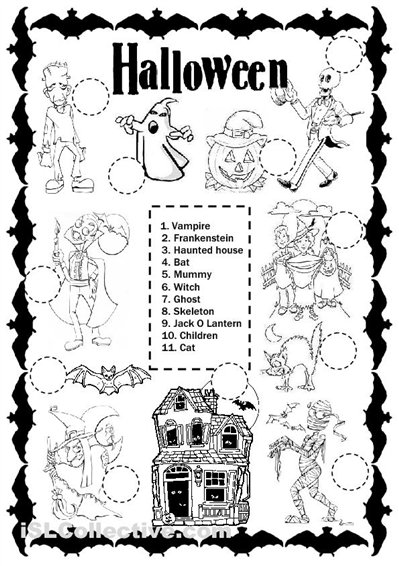 Halloween
1. Vampire
2. Frankenstein
3. Haunted house
4. Bat
5. Mummy
6. Witch
7. Ghost
8. Skeleton
9. Jack O Lantern
10. Children
11. Cat
iSLCollective.com